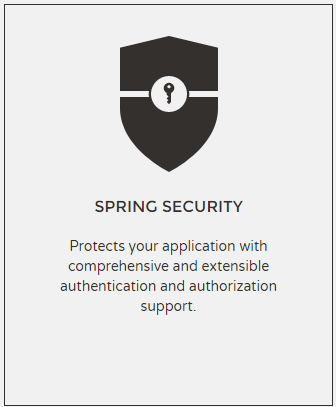 SPRING SECURITY
Protects your application with
comprehensive and extensible
authentication and authorization
support.